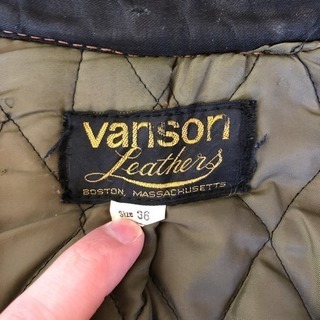 vanson
Leathers
BOSTON, MASSACHUSETTS
Size 36